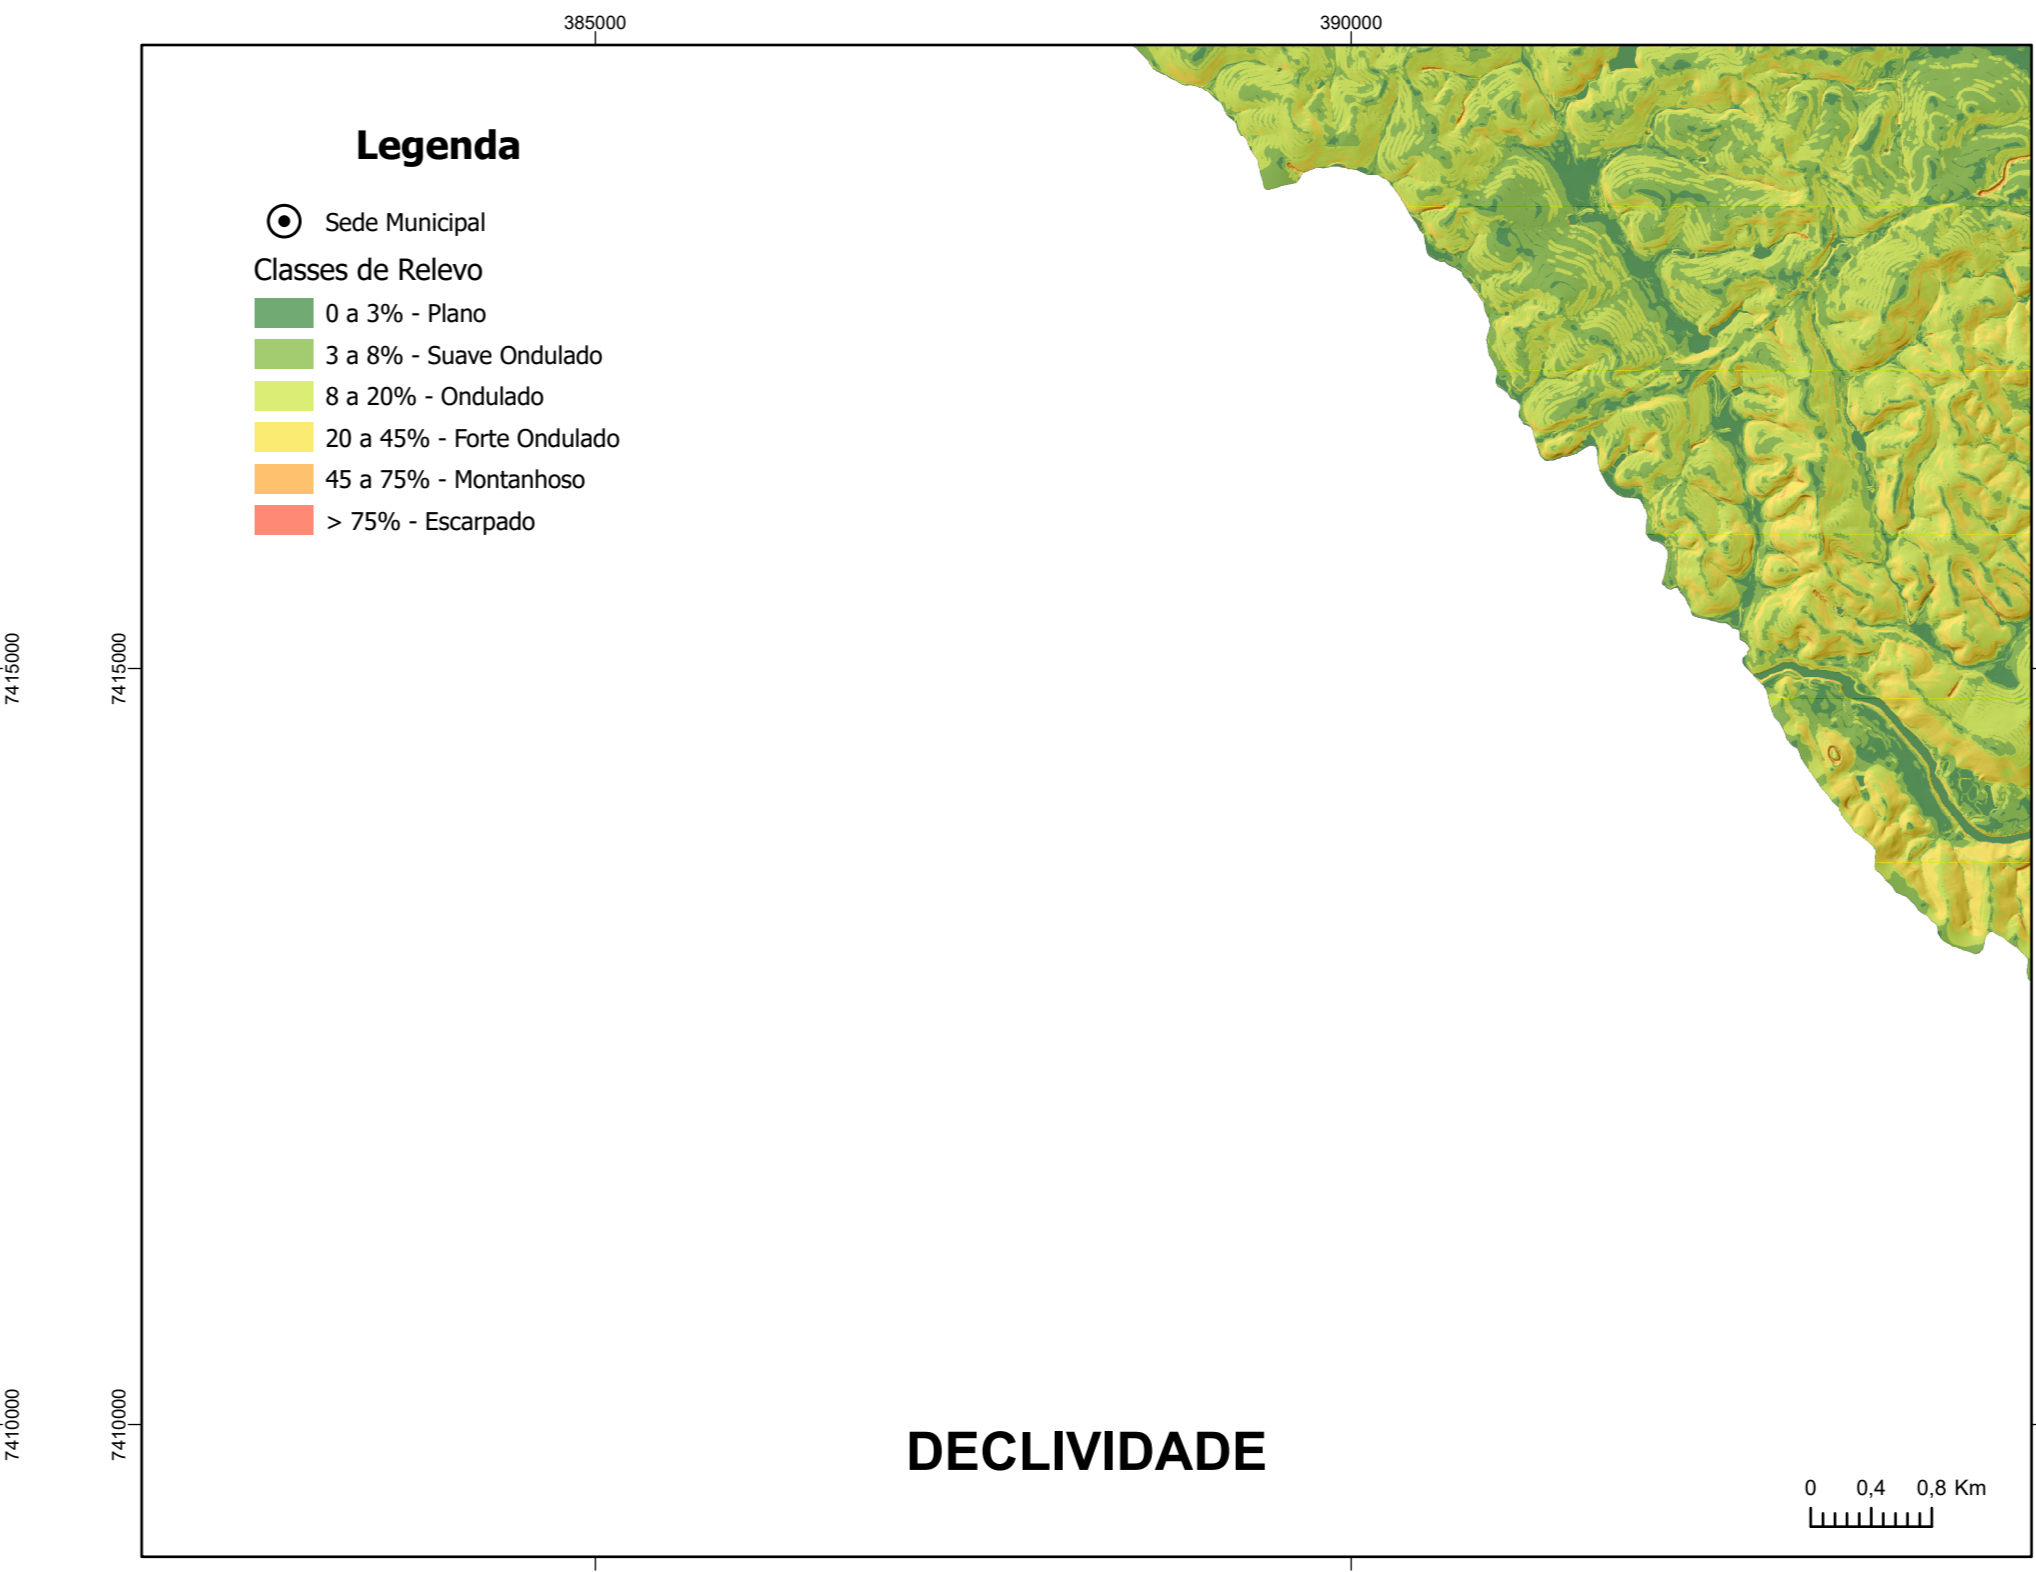 385000 390000
Legenda
Sede Municipal
Classes de Relevo
0 a 3% - Plano
3 a 8% - Suave Ondulado
8 a 20% - Ondulado
20 a 45% - Forte Ondulado
45 a 75% - Montanhoso
> 75% - Escarpado
7415000 7415000
7410000 7410000
DECLIVIDADE
0 0,4 0,8 Km